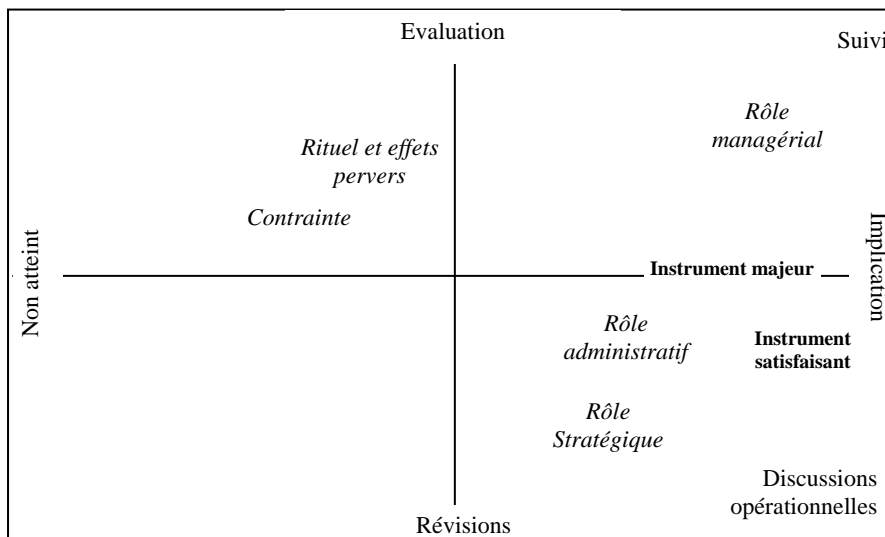 Evaluation
Suivi
Rôle
managérial
Rituel et effets
pervers
Contrainte
Non atteint
Implication
Instrument majeur
Rôle
administratif
Instrument
satisfaisant
Rôle
Stratégique
Discussions
opérationnelles
Révisions